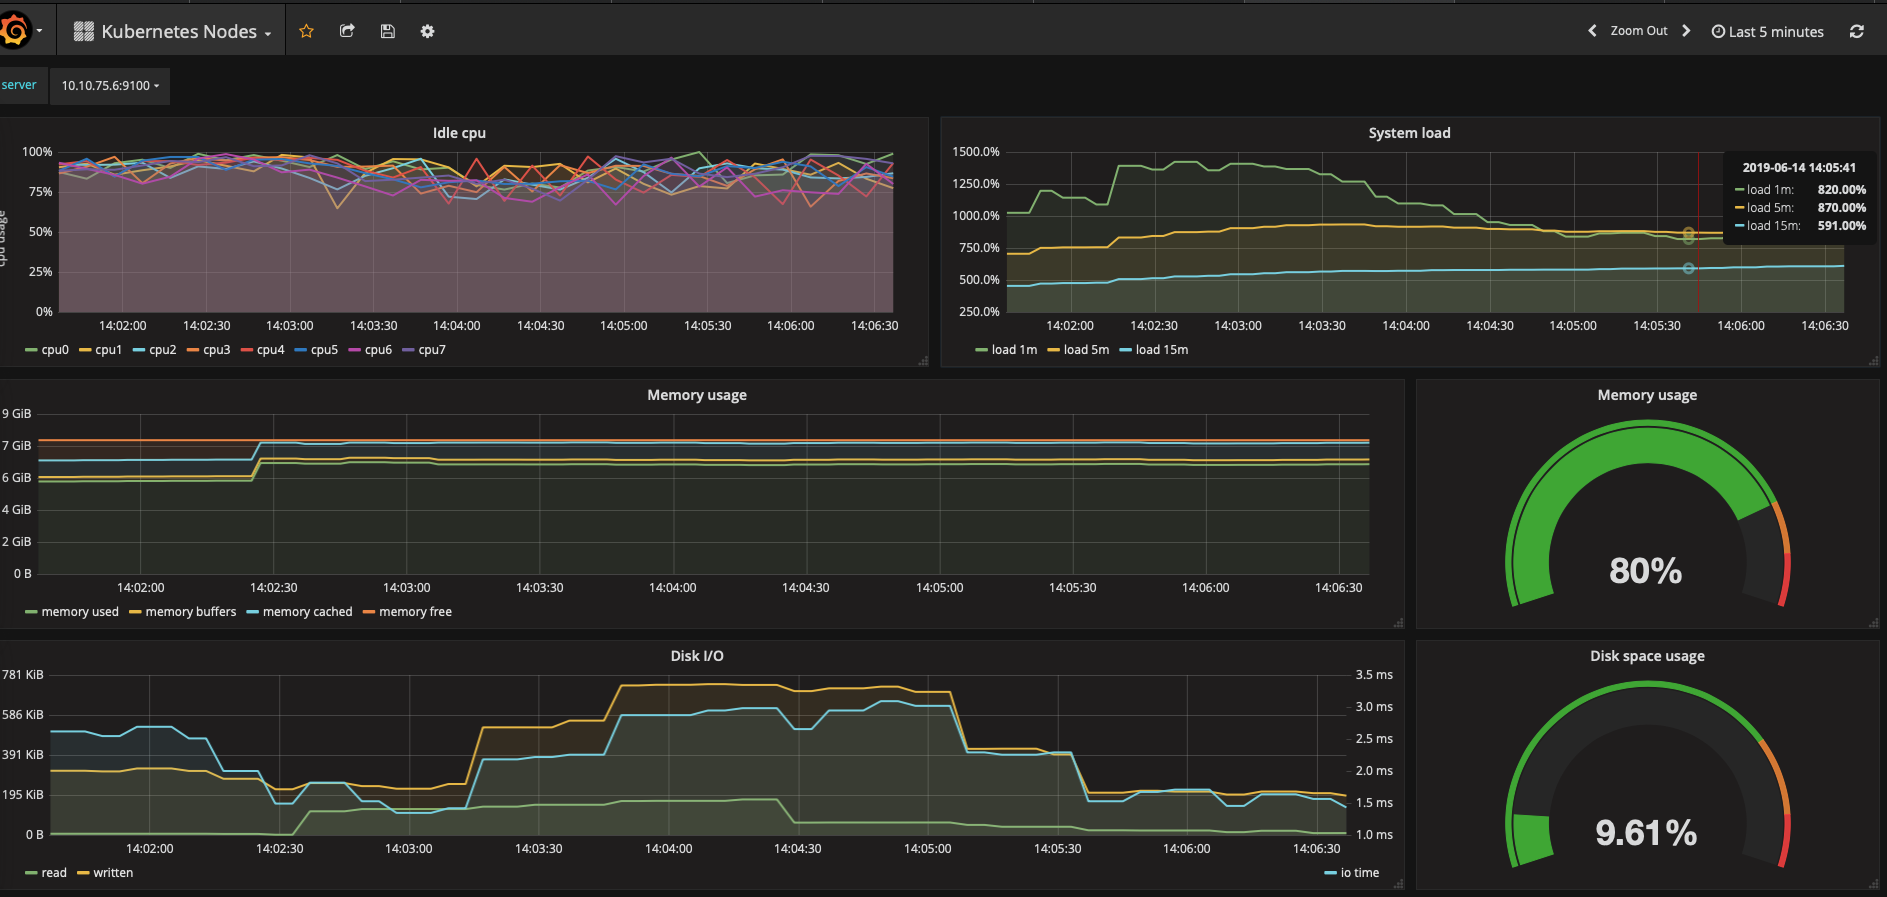 Kubernetes Nodes
Zoom Out
Last 5 minutes
server
10.10.75.6:9100
Idle cpu
cpu usage
100%
75%
50%
25%
0%
14:02:00 14:02:30 14:03:00 14:03:30 14:04:00 14:04:30 14:05:00 14:05:30 14:06:00 14:06:30
cpu0 cpu1 cpu2 cpu3 cpu4 cpu5 cpu6 cpu7
System load
1500.0%
1250.0%
1000.0%
750.0%
500.0%
250.0%
2019-06-14 14:05:41
load 1m: 820.00%
load 5m: 870.00%
load 15m: 591.00%
14:02:00 14:02:30 14:03:00 14:03:30 14:04:00 14:04:30 14:05:00 14:05:30 14:06:00 14:06:30
load 1m load 5m load 15m
Memory usage
9 GiB
7 GiB
6 GiB
4 GiB
2 GiB
0 B
14:02:00 14:02:30 14:03:00 14:03:30 14:04:00 14:04:30 14:05:00 14:05:30 14:06:00 14:06:30
memory used memory buffers memory cached memory free
Memory usage
80%
Disk I/O
781 KiB
586 KiB
391 KiB
195 KiB
0 B
3.5 ms
3.0 ms
2.5 ms
2.0 ms
1.5 ms
1.0 ms
14:02:00 14:02:30 14:03:00 14:03:30 14:04:00 14:04:30 14:05:00 14:05:30 14:06:00 14:06:30
read written io time
Disk space usage
9.61%